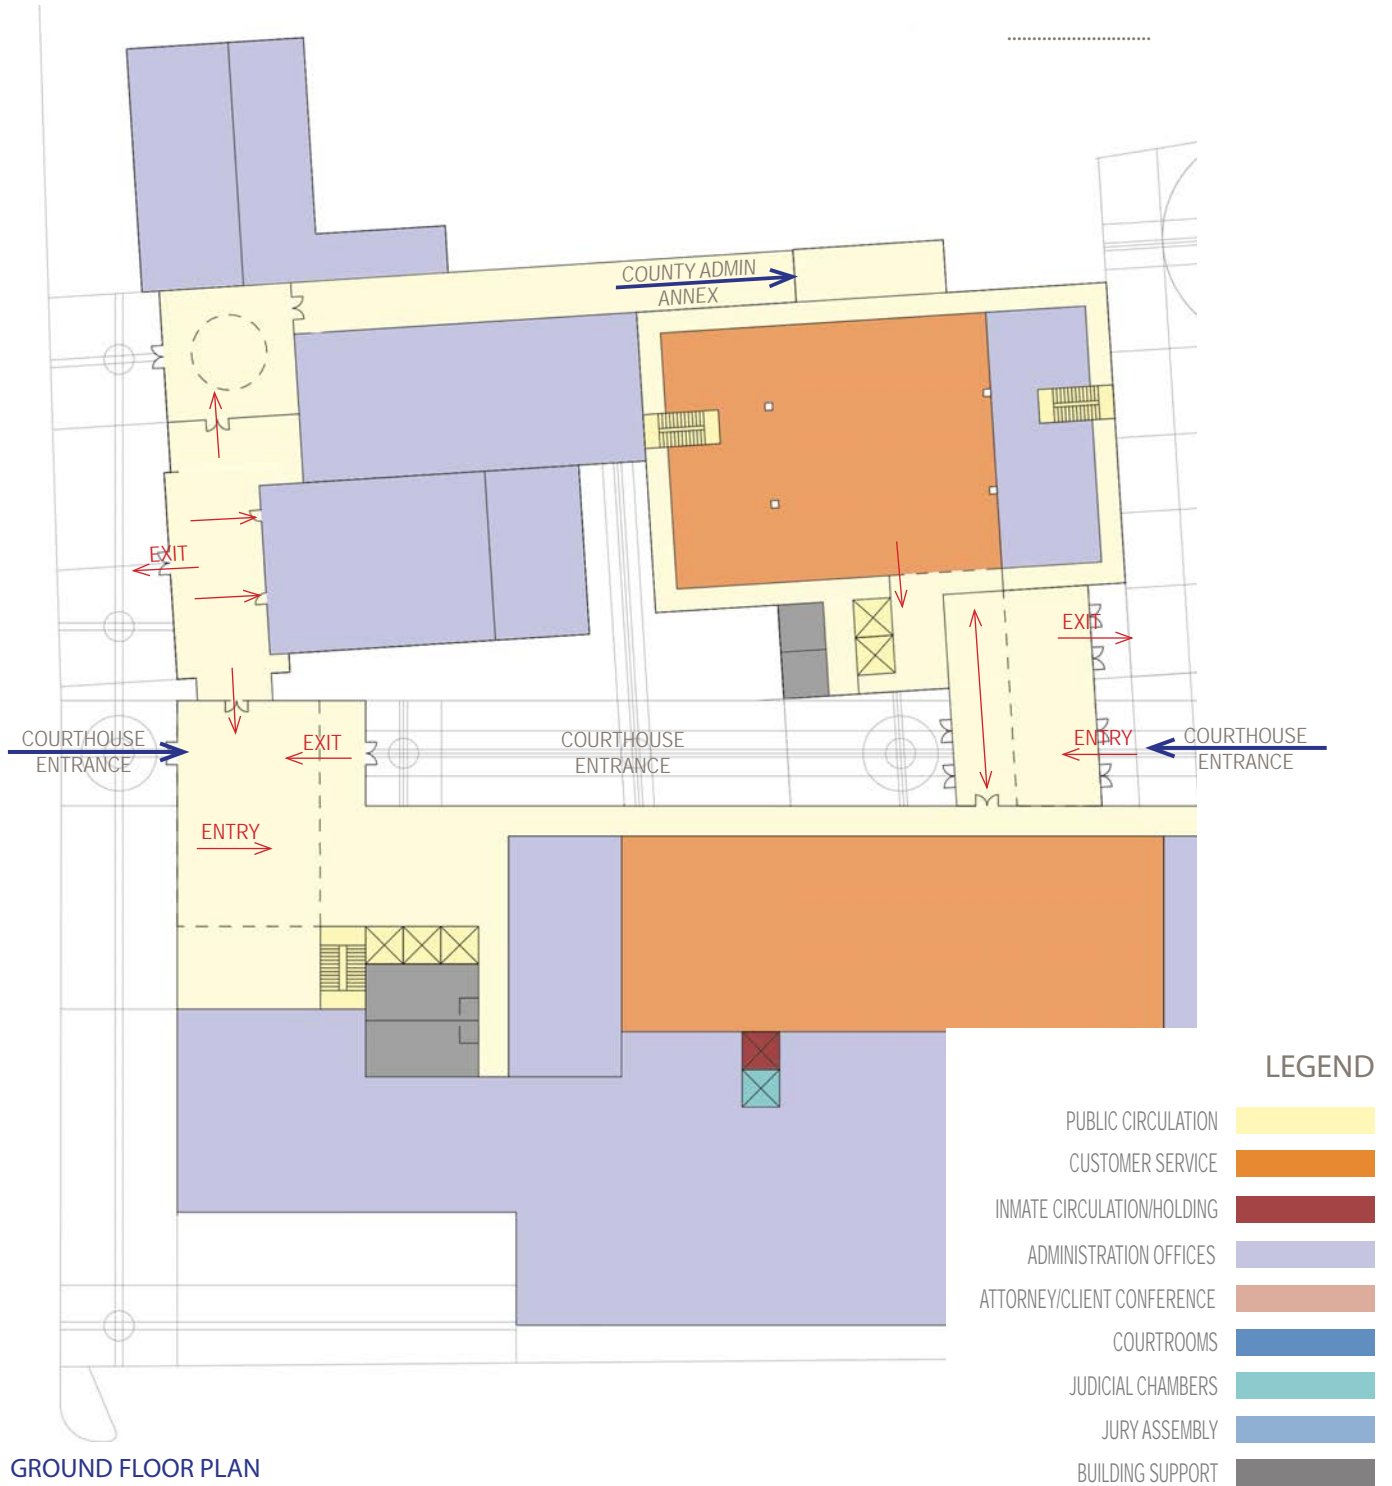 COUNTY ADMIN
ANNEX
EXIT
EXIT
COURTHOUSE
ENTRANCE
EXIT
COURTHOUSE
ENTRANCE
ENTRY
COURTHOUSE
ENTRANCE
ENTRY
LEGEND
PUBLIC CIRCULATION
CUSTOMER SERVICE
INMATE CIRCULATION/HOLDING
ADMINISTRATION OFFICES
ATTORNEY/CLIENT CONFERENCE
COURTROOMS
JUDICIAL CHAMBERS
JURY ASSEMBLY
BUILDING SUPPORT
GROUND FLOOR PLAN